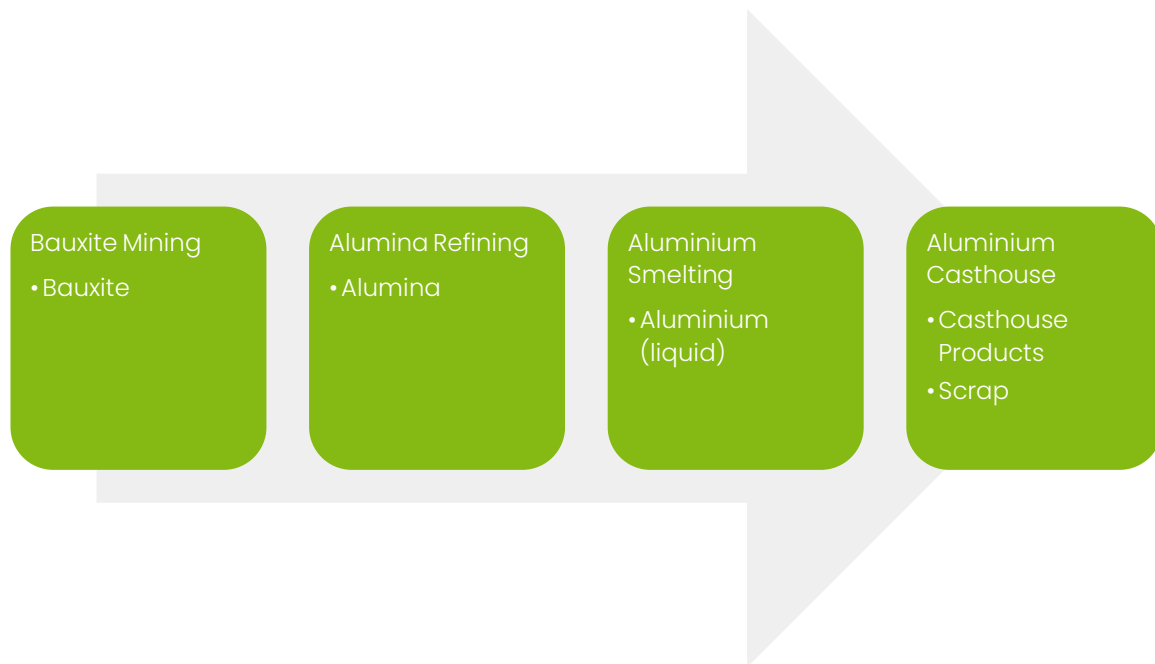 Bauxite Mining
• Bauxite
Alumina Refining
• Alumina
Aluminium
Smelting
• Aluminium
(liquid)
Aluminium
Casthouse
• Casthouse
Products
• Scrap